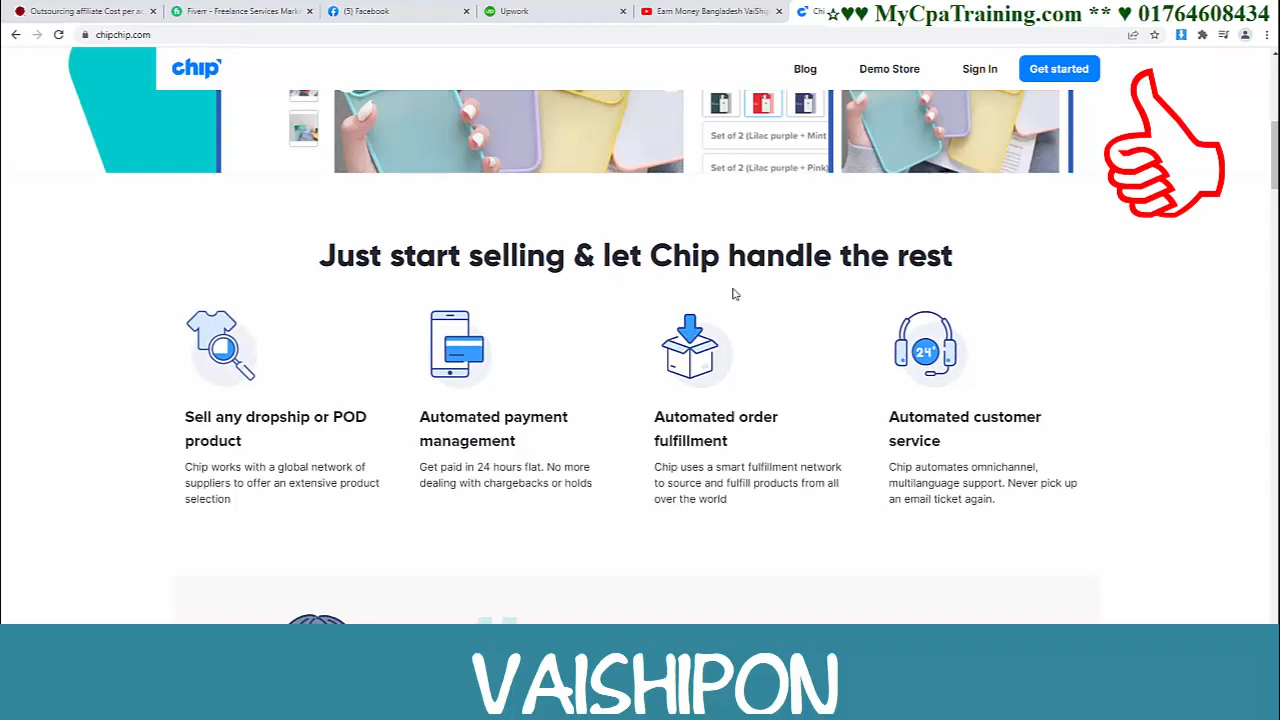 Outsourcing affiliate Cost per ac
Fiverr - Freelance Services Mark
(5) Facebook
Upwork
Earn Money Bangladesh VaiShip
Chi
☆♥♥ MyCpaTraining.com ** ♥ 01764608434
chipchip.com
chip
Blog
Demo Store
Sign In
Get started
Set of 2 (Lilac purple + Mint
Set of 2 (Lilac purple + Pink)
Just start selling & let Chip handle the rest
24
Sell any dropship or POD
product
Chip works with a global network of
suppliers to offer an extensive product
selection
Automated payment
management
Get paid in 24 hours flat. No more
dealing with chargebacks or holds
Automated order
fulfillment
Chip uses a smart fulfillment network
to source and fulfill products from all
over the world
Automated customer
service
Chip automates omnichannel,
multilanguage support. Never pick up
an email ticket again.
VAISHIPON